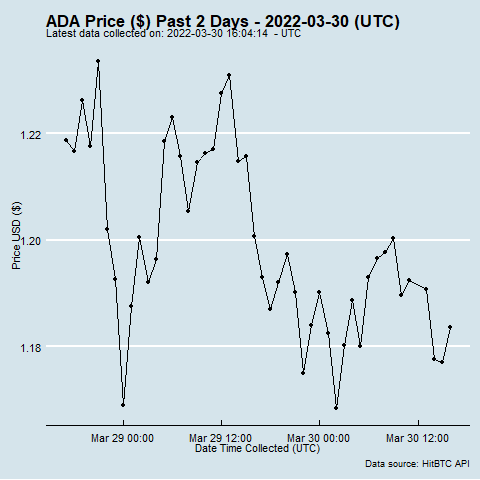 ADA Price ($) Past 2 Days - 2022-03-30 (UTC)
Latest data collected on: 2022-03-30 16:04:14 - UTC
1.22
1.20
1.18
Price USD ($)
Mar 29 00:00
Mar 29 12:00
Mar 30 00:00
Mar 30 12:00
Date Time Collected (UTC)
Data source: HitBTC API